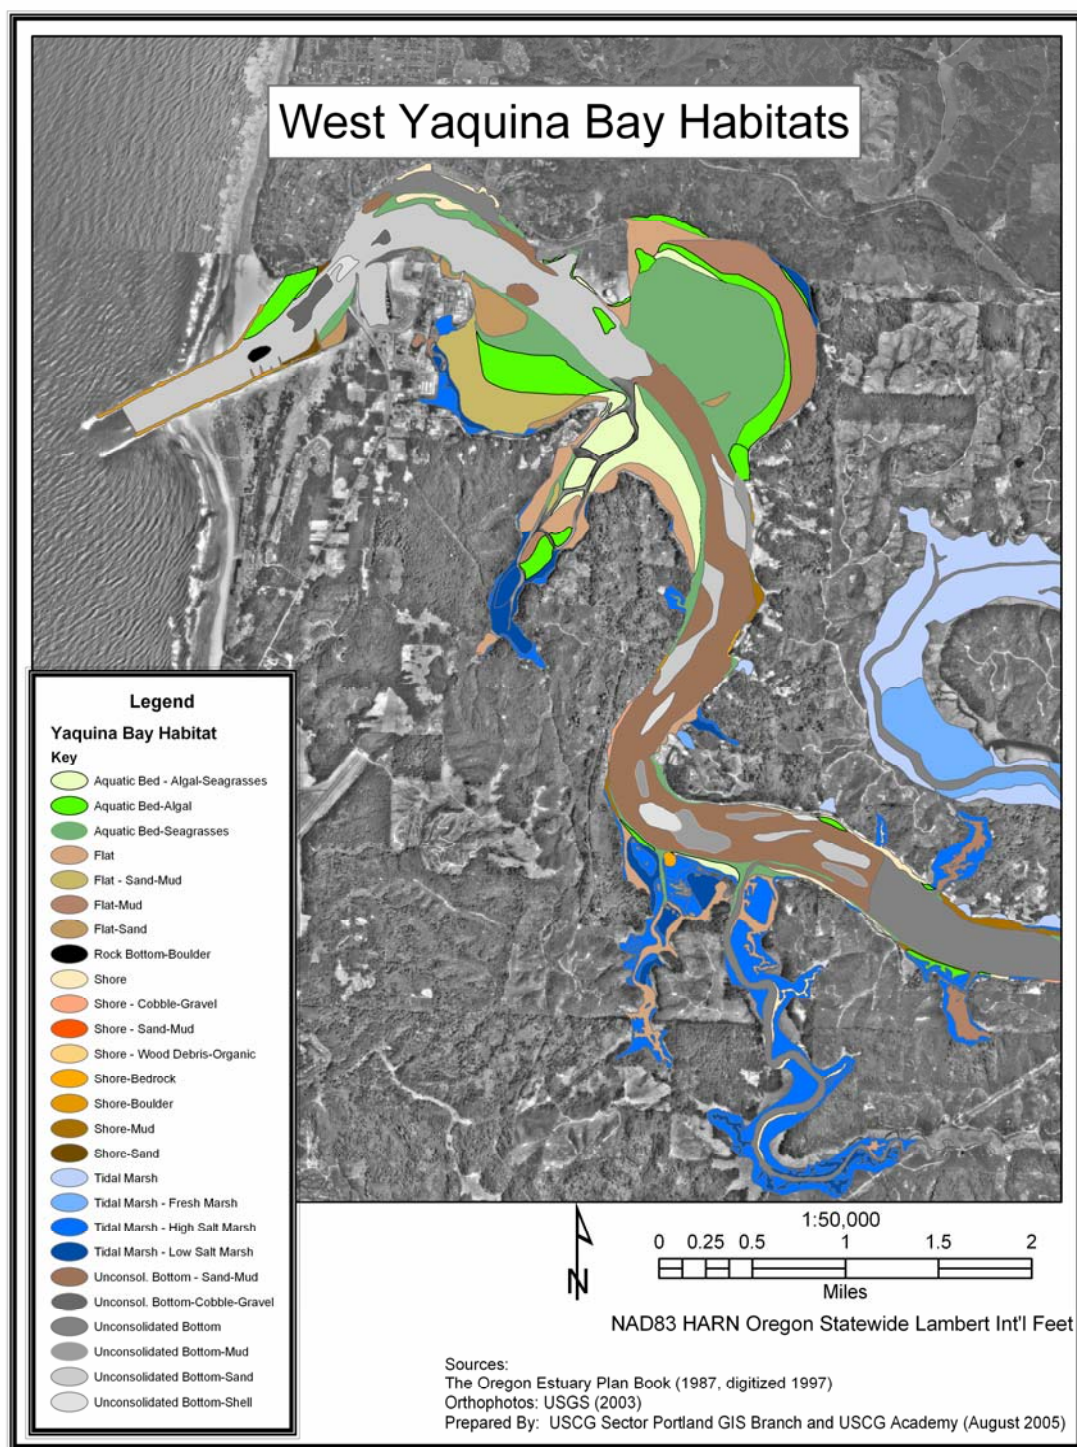 West Yaquina Bay Habitats
Legend
Yaquina Bay Habitat
Key
Aquatic Bed - Algal-Seagrasses
Aquatic Bed-Algal
Aquatic Bed-Seagrasses
Flat
Flat - Sand-Mud
Flat-Mud
Flat-Sand
Rock Bottom-Boulder
Shore
Shore - Cobble-Gravel
Shore - Sand-Mud
Shore - Wood Debris-Organic
Shore-Bedrock
Shore-Boulder
Shore-Mud
Shore-Sand
Tidal Marsh
Tidal Marsh - Fresh Marsh
Tidal Marsh - High Salt Marsh
Tidal Marsh - Low Salt Marsh
Unconsol. Bottom - Sand-Mud
Unconsol. Bottom-Cobble-Gravel
Unconsolidated Bottom
Unconsolidated Bottom-Mud
Unconsolidated Bottom-Sand
Unconsolidated Bottom-Shell
N
1:50,000
0 0.25 0.5 1 1.5 2
Miles
NAD83 HARN Oregon Statewide Lambert Int'l Feet
Sources:
The Oregon Estuary Plan Book (1987, digitized 1997)
Orthophotos: USGS (2003)
Prepared By: USCG Sector Portland GIS Branch and USCG Academy (August 2005)